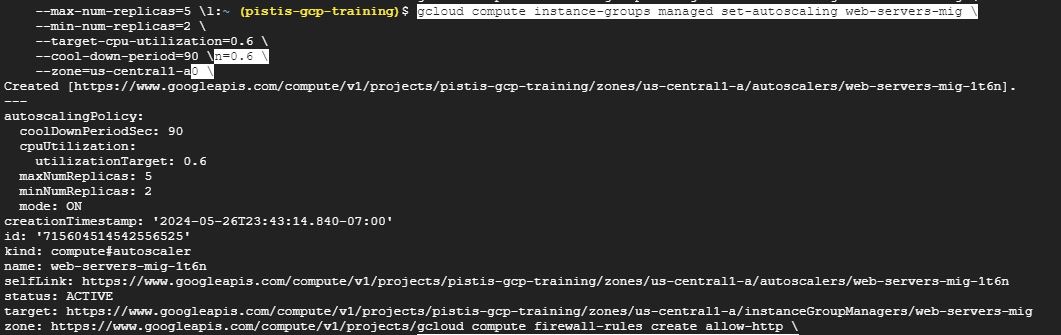 --max-num-replicas=5 \l:~ (pistis-gcp-training)$ gcloud compute instance-groups managed set-autoscaling web-servers-mig \
--min-num-replicas=2 \
--target-cpu-utilization=0.6 \
--cool-down-period=90 \n=0.6 \
--zone=us-central1-a0 \
Created [https://www.googleapis.com/compute/v1/projects/pistis-gcp-training/zones/us-central1-a/autoscalers/web-servers-mig-1t6n].
---
autoscalingPolicy:
coolDownPeriodSec: 90
cpuUtilization:
utilizationTarget: 0.6
maxNumReplicas: 5
minNumReplicas: 2
mode: ON
creationTimestamp: '2024-05-26T23:43:14.840-07:00'
id: '715604514542556525'
kind: compute#autoscaler
name: web-servers-mig-1t6n
selfLink: https://www.googleapis.com/compute/v1/projects/pistis-gcp-training/zones/us-central1-a/autoscalers/web-servers-mig-1t6n
status: ACTIVE
target: https://www.googleapis.com/compute/v1/projects/pistis-gcp-training/zones/us-central1-a/instanceGroupManagers/web-servers-mig
zone: https://www.googleapis.com/compute/v1/projects/gcloud compute firewall-rules create allow-http \